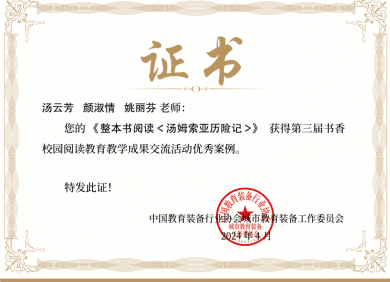 证书
汤云芳 颜淑情 姚丽芬 老师：
您的《整本书阅读＜汤姆索亚历险记＞》 获得第三届书香
校园阅读教育教学成果交流活动优秀案例。
特发此证！
中国教育装备行业协会城市教育装备工作委员会
2024 年 4 月